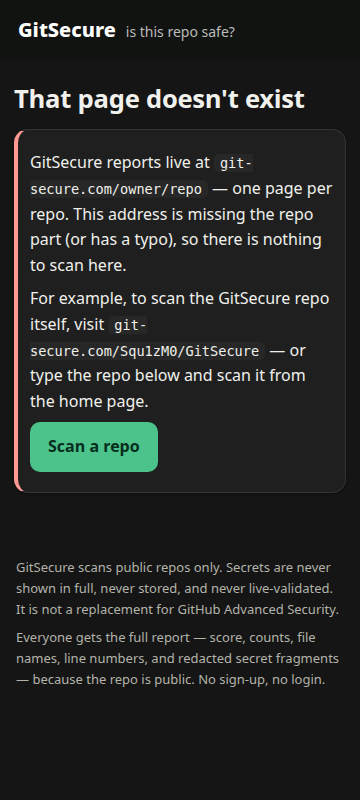 GitSecure is this repo safe?
That page doesn't exist
GitSecure reports live at git-
secure.com/owner/repo — one page per
repo. This address is missing the repo
part (or has a typo), so there is nothing
to scan here.
For example, to scan the GitSecure repo
itself, visit git-
secure.com/Squ1zM0/GitSecure — or
type the repo below and scan it from
the home page.
Scan a repo
GitSecure scans public repos only. Secrets are never
shown in full, never stored, and never live-validated.
It is not a replacement for GitHub Advanced Security.
Everyone gets the full report — score, counts, file
names, line numbers, and redacted secret fragments
— because the repo is public. No sign-up, no login.